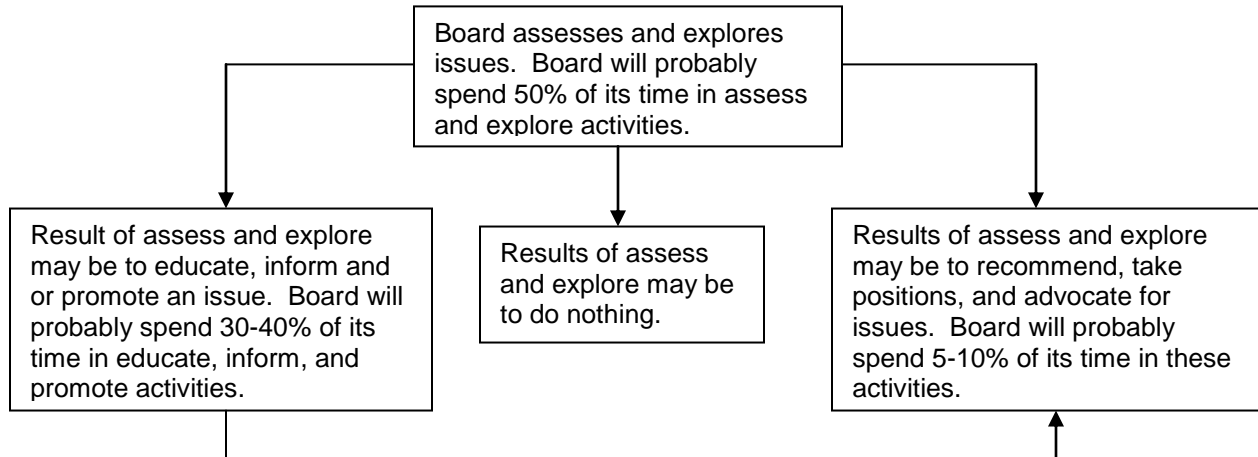 Board assesses and explores
issues.  Board will probably
spend 50% of its time in assess
and explore activities.
Result of assess and explore
may be to educate, inform and
or promote an issue.  Board will
probably spend 30-40% of its
time in educate, inform, and
promote activities.
Results of assess
and explore may be
to do nothing.
Results of assess and explore
may be to recommend, take
positions, and advocate for
issues.  Board will probably
spend 5-10% of its time in these
activities.